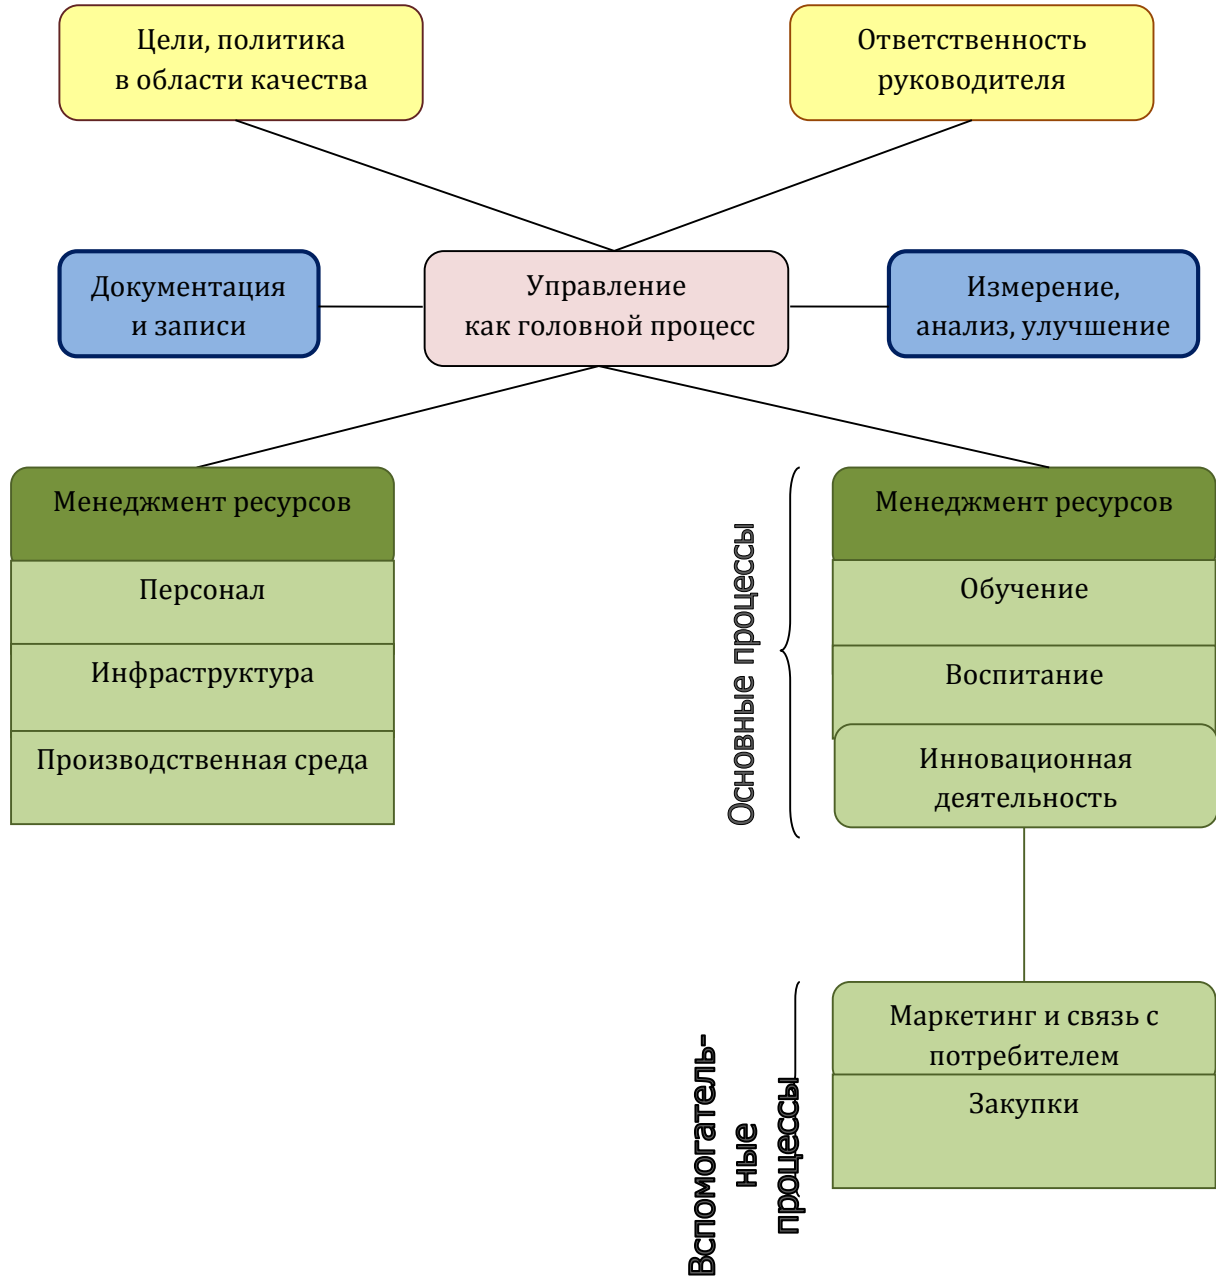 Цели, политика
в области качества
Ответственность
руководителя
Документация
и записи
Управление
как головной процесс
Измерение,
анализ, улучшение
Менеджмент ресурсов
Персонал
Инфраструктура
Производственная среда
Основные процессы
Менеджмент ресурсов
Обучение
Воспитание
Инновационная
деятельность
Вспомогатель-
ные
процессы
Маркетинг и связь с
потребителем
Закупки